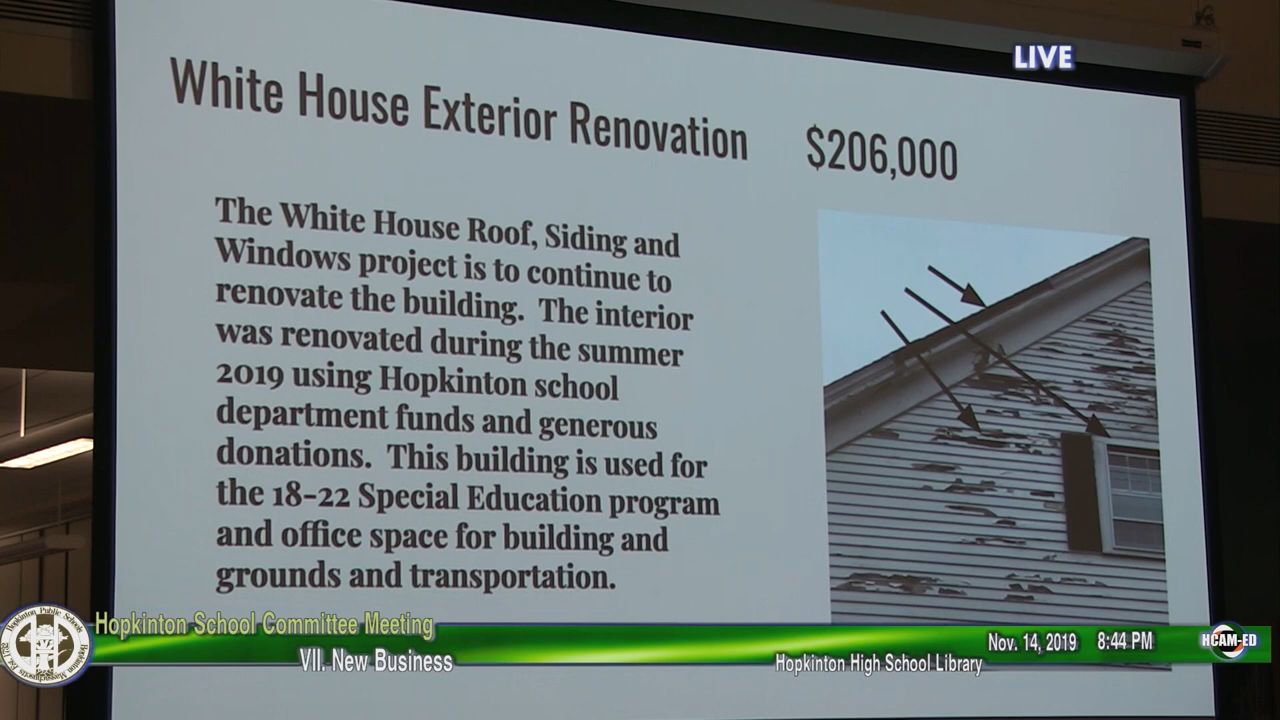 LIVE
White House Exterior Renovation $206,000
The White House Roof, Siding and
Windows project is to continue to
renovate the building. The interior
was renovated during the summer
2019 using Hopkinton school
department funds and generous
donations. This building is used for
the 18-22 Special Education program
and office space for building and
grounds and transportation.
Hopkinton School Committee Meeting
VII. New Business
Nov. 14, 2019 8:44 PM
Hopkinton High School Library
HCAM-ED
Hopkinton Public Schools